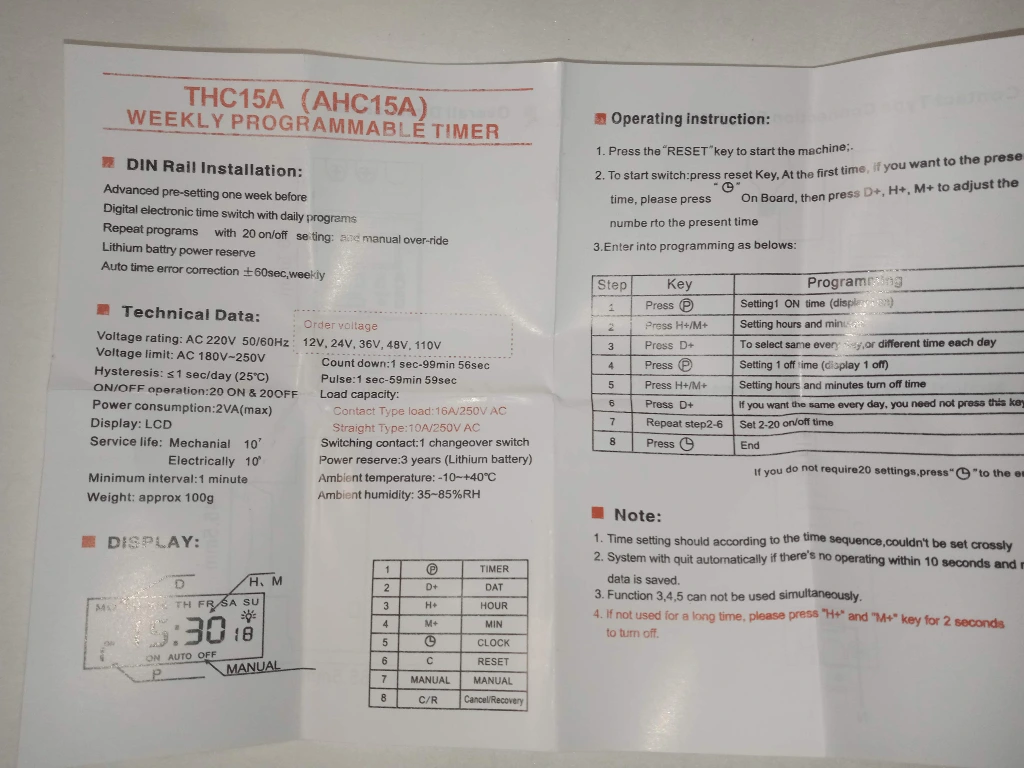 THC15A (AHC15A)
WEEKLY PROGRAMMABLE TIMER
DIN Rail Installation:
Advanced pre-setting one week before
Digital electronic time switch with daily programs
Repeat programs with 20 on/off setting: and manual over-ride
Lithium battry power reserve
Auto time error correction ±60sec,weekly
Technical Data:
Voltage rating: AC 220V 50/60Hz
Voltage limit: AC 180V~250V
Hysteresis: ≤1 sec/day (25℃)
ON/OFF operation:20 ON & 20OFF
Power consumption:2VA(max)
Display: LCD
Service life: Mechanial 10⁷
Electrically 10⁵
Minimum interval:1 minute
Weight: approx 100g
Order voltage
12V, 24V, 36V, 48V, 110V
Count down:1 sec-99min 56sec
Pulse:1 sec-59min 59sec
Load capacity:
Contact Type load:16A/250V AC
Straight Type:10A/250V AC
Switching contact:1 changeover switch
Power reserve:3 years (Lithium battery)
Ambient temperature: -10~+40℃
Ambient humidity: 35~85%RH
DISPLAY:
D
H、M
TH FR SA SU
:30 18
ON AUTO OFF
P
MANUAL
1 Ⓟ TIMER
2 D+ DAT
3 H+ HOUR
4 M+ MIN
5 🕒 CLOCK
6 C RESET
7 MANUAL MANUAL
8 C/R Cancel/Recovery
Operating instruction:
1. Press the “RESET” key to start the machine;.
2. To start switch:press reset Key, At the first time, if you want to the prese
time, please press “🕒” On Board, then press D+, H+, M+ to adjust the
numbe rto the present time
3.Enter into programming as belows:
Step Key Programming
1 Press Ⓟ Setting1 ON time
2 Press H+/M+ Setting hours and
3 Press D+ To select same every day,or different time each day
4 Press Ⓟ Setting 1 off time (display 1 off)
5 Press H+/M+ Setting hours and minutes turn off time
6 Press D+ If you want the same every day, you need not press this key
7 Repeat step2-6 Set 2-20 on/off time
8 Press 🕒 End
If you do not require20 settings,press“🕒”to the
Note:
1. Time setting should according to the time sequence,couldn't be set crossly
2. System with quit automatically if there's no operating within 10 seconds and
data is saved.
3. Function 3,4,5 can not be used simultaneously.
4. If not used for a long time, please press "H+" and "M+" key for 2 seconds
to turn off.